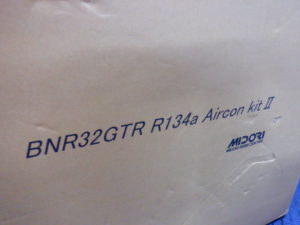 BNR32GTR R134a Aircon kit II
MIDORI